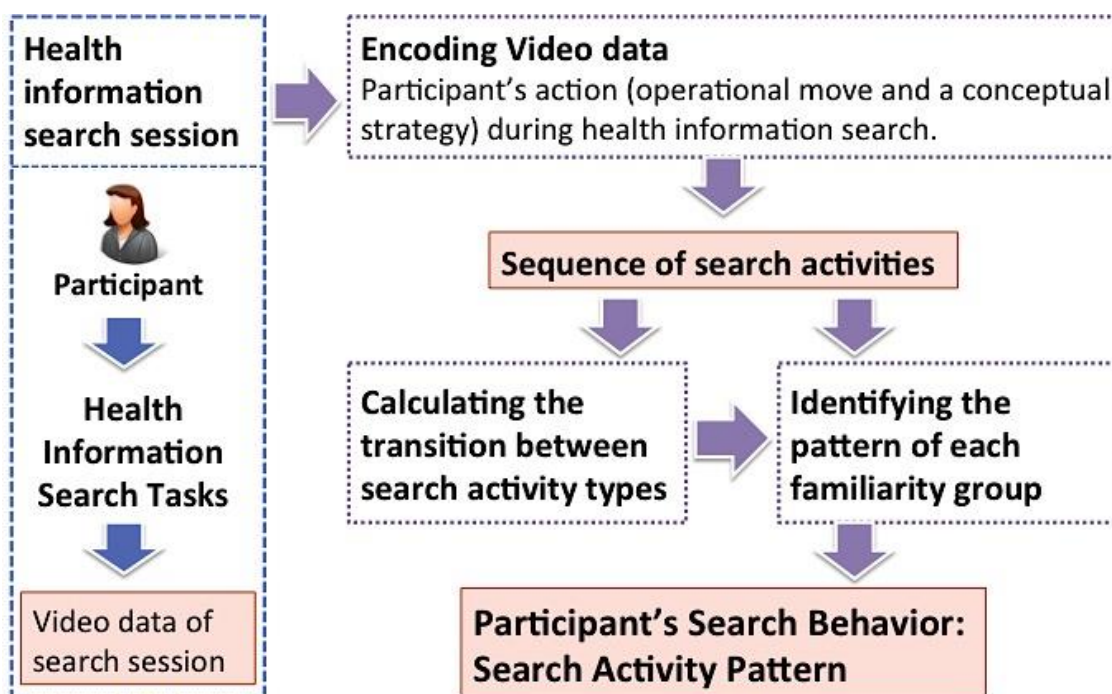 Health
information
search session
Participant
Health
Information
Search Tasks
Video data of
search session
Encoding Video data
Participant's action (operational move and a conceptual
strategy) during health information search.
Sequence of search activities
Calculating the
transition between
search activity types
Identifying the
pattern of each
familiarity group
Participant's Search Behavior:
Search Activity Pattern